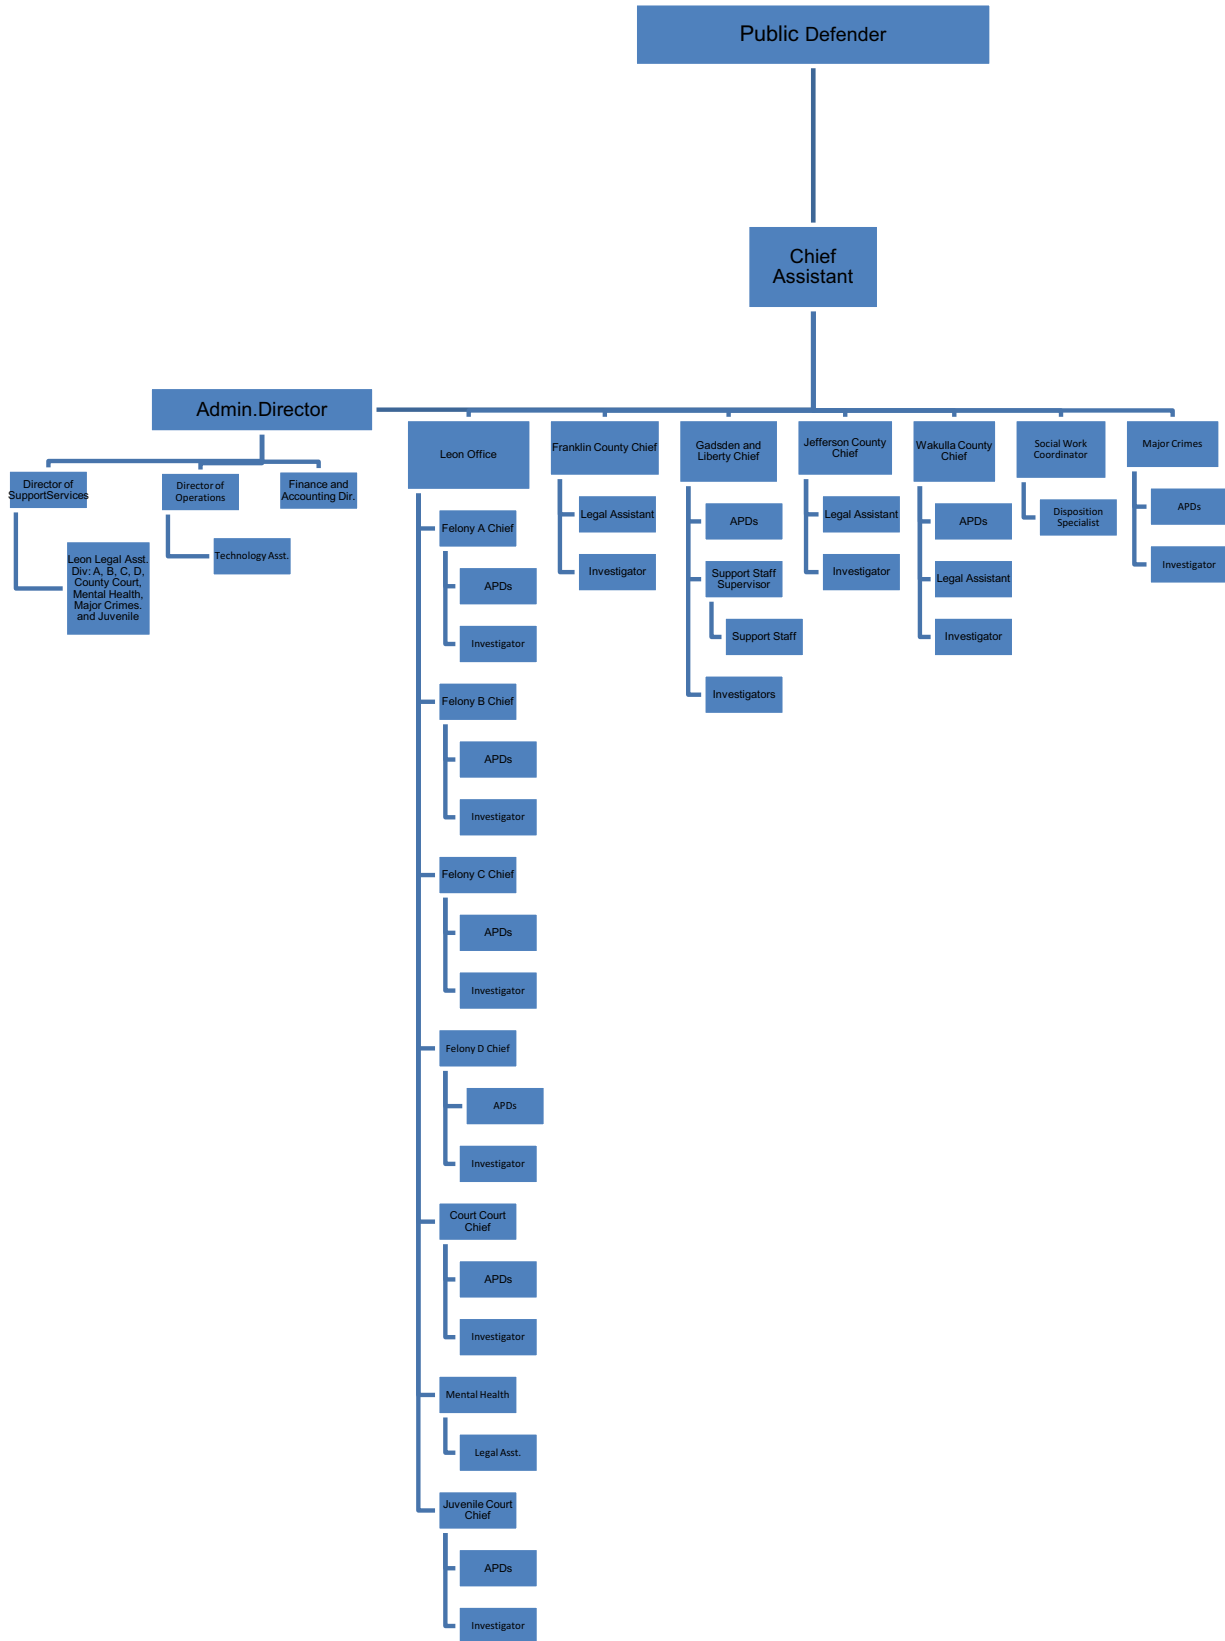 Public Defender
Chief
Assistant
Admin.Director
Director of
SupportServices
Leon Legal Asst.
Div: A, B, C, D,
County Court,
Mental Health,
Major Crimes.
and Juvenile
Director of
Operations
Technology Asst.
Finance and
Accounting Dir.
Leon Office
Felony A Chief
APDs
Investigator
Felony B Chief
APDs
Investigator
Felony C Chief
APDs
Investigator
Felony D Chief
APDs
Investigator
Court Court
Chief
APDs
Investigator
Mental Health
Legal Asst.
Juvenile Court
Chief
APDs
Investigator
Franklin County Chief
Legal Assistant
Investigator
Gadsden and
Liberty Chief
APDs
Support Staff
Supervisor
Support Staff
Investigators
Jefferson County
Chief
Legal Assistant
Investigator
Wakulla County
Chief
APDs
Legal Assistant
Investigator
Social Work
Coordinator
Disposition
Specialist
Major Crimes
APDs
Investigator